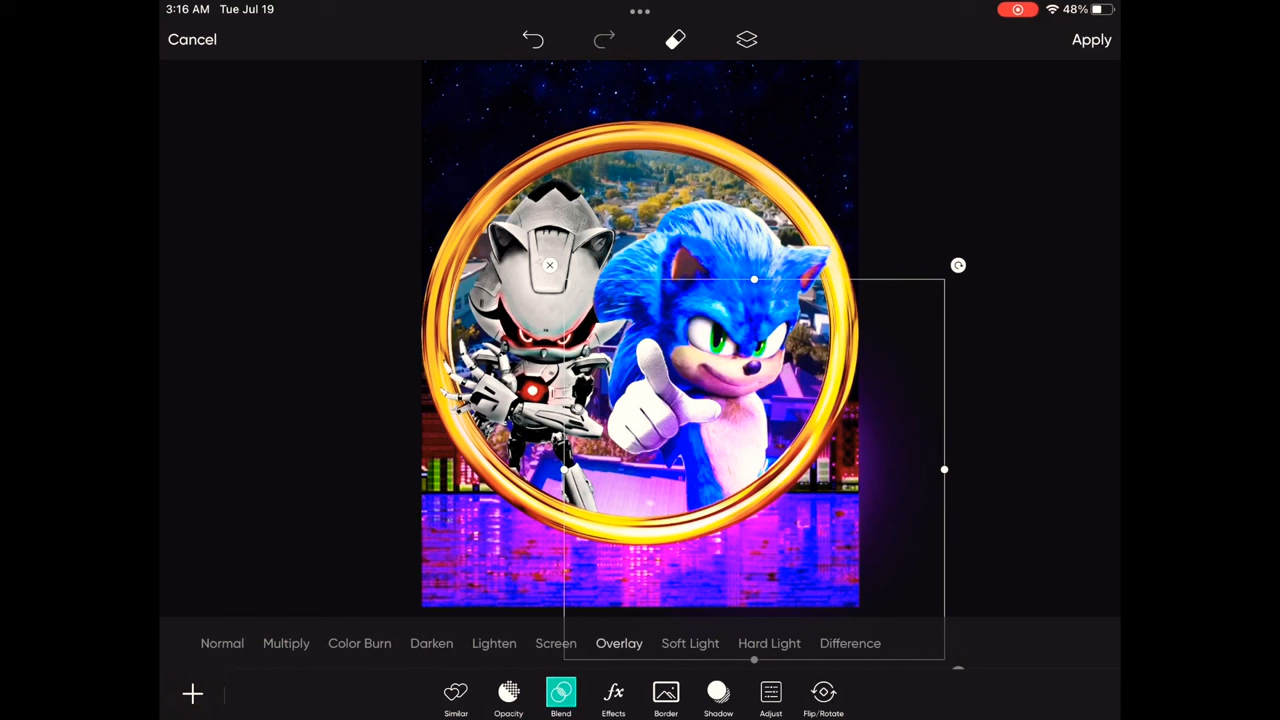 3:16 AM Tue Jul 19 48%
Cancel Apply
Normal Multiply Color Burn Darken Lighten Screen Overlay Soft Light Hard Light Difference
Similar Opacity Blend Effects Border Shadow Adjust Flip/Rotate